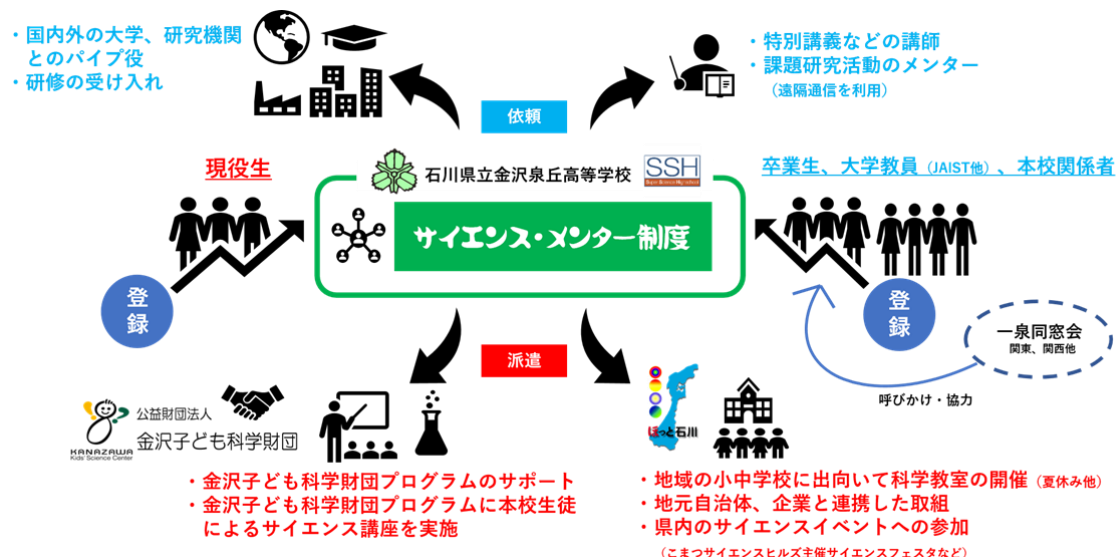 ・国内外の大学、研究機関
とのパイプ役
・研修の受け入れ
・特別講義などの講師
・課題研究活動のメンター
（遠隔通信を利用）
依頼
現役生
石川県立金沢泉丘高等学校
SSH
Super Science High School
卒業生、大学教員（JAIST他）、本校関係者
サイエンス・メンター制度
登録
登録
一泉同窓会
関東、関西他
呼びかけ・協力
派遣
公益財団法人
金沢子ども科学財団
KANAZAWA
Kids' Science Center
ほっと石川
・金沢子ども科学財団プログラムのサポート
・金沢子ども科学財団プログラムに本校生徒
によるサイエンス講座を実施
・地域の小中学校に出向いて科学教室の開催（夏休み他）
・地元自治体、企業と連携した取組
・県内のサイエンスイベントへの参加
（こまつサイエンスヒルズ主催サイエンスフェスタなど）